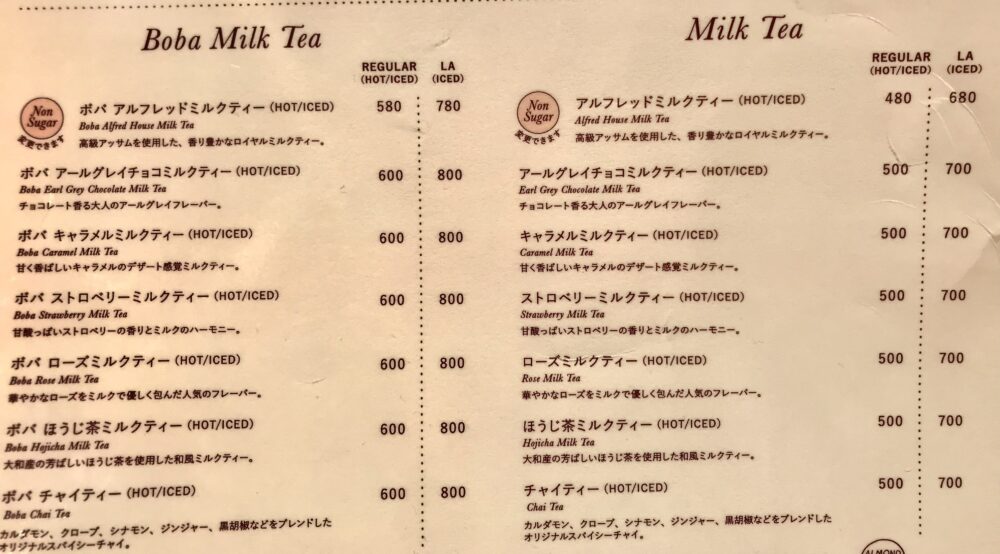 Boba Milk Tea
REGULAR LA
(HOT/ICED) (ICED)
Non
Sugar
変更できます
ボバ アルフレッドミルクティー (HOT/ICED) 580 780
Boba Alfred House Milk Tea
高級アッサムを使用した、香り豊かなロイヤルミルクティー。
ボバ アールグレイチョコミルクティー (HOT/ICED) 600 800
Boba Earl Grey Chocolate Milk Tea
チョコレート香る大人のアールグレイフレーバー。
ボバ キャラメルミルクティー (HOT/ICED) 600 800
Boba Caramel Milk Tea
甘く香ばしいキャラメルのデザート感覚ミルクティー。
ボバ ストロベリーミルクティー (HOT/ICED) 600 800
Boba Strawberry Milk Tea
甘酸っぱいストロベリーの香りとミルクのハーモニー。
ボバ ローズミルクティー (HOT/ICED) 600 800
Boba Rose Milk Tea
華やかなローズをミルクで優しく包んだ人気のフレーバー。
ボバ ほうじ茶ミルクティー (HOT/ICED) 600 800
Boba Hojicha Milk Tea
大和産の芳ばしいほうじ茶を使用した和風ミルクティー。
ボバ チャイティー (HOT/ICED) 600 800
Boba Chai Tea
カルダモン、クローブ、シナモン、ジンジャー、黒胡椒などをブレンドした
オリジナルスパイシーチャイ。
Milk Tea
REGULAR LA
(HOT/ICED) (ICED)
Non
Sugar
変更できます
アルフレッドミルクティー (HOT/ICED) 480 680
Alfred House Milk Tea
高級アッサムを使用した、香り豊かなロイヤルミルクティー。
アールグレイチョコミルクティー (HOT/ICED) 500 700
Earl Grey Chocolate Milk Tea
チョコレート香る大人のアールグレイフレーバー。
キャラメルミルクティー (HOT/ICED) 500 700
Caramel Milk Tea
甘く香ばしいキャラメルのデザート感覚ミルクティー。
ストロベリーミルクティー (HOT/ICED) 500 700
Strawberry Milk Tea
甘酸っぱいストロベリーの香りとミルクのハーモニー。
ローズミルクティー (HOT/ICED) 500 700
Rose Milk Tea
華やかなローズをミルクで優しく包んだ人気のフレーバー。
ほうじ茶ミルクティー (HOT/ICED) 500 700
Hojicha Milk Tea
大和産の芳ばしいほうじ茶を使用した和風ミルクティー。
チャイティー (HOT/ICED) 500 700
Chai Tea
カルダモン、クローブ、シナモン、ジンジャー、黒胡椒などをブレンドした
オリジナルスパイシーチャイ。